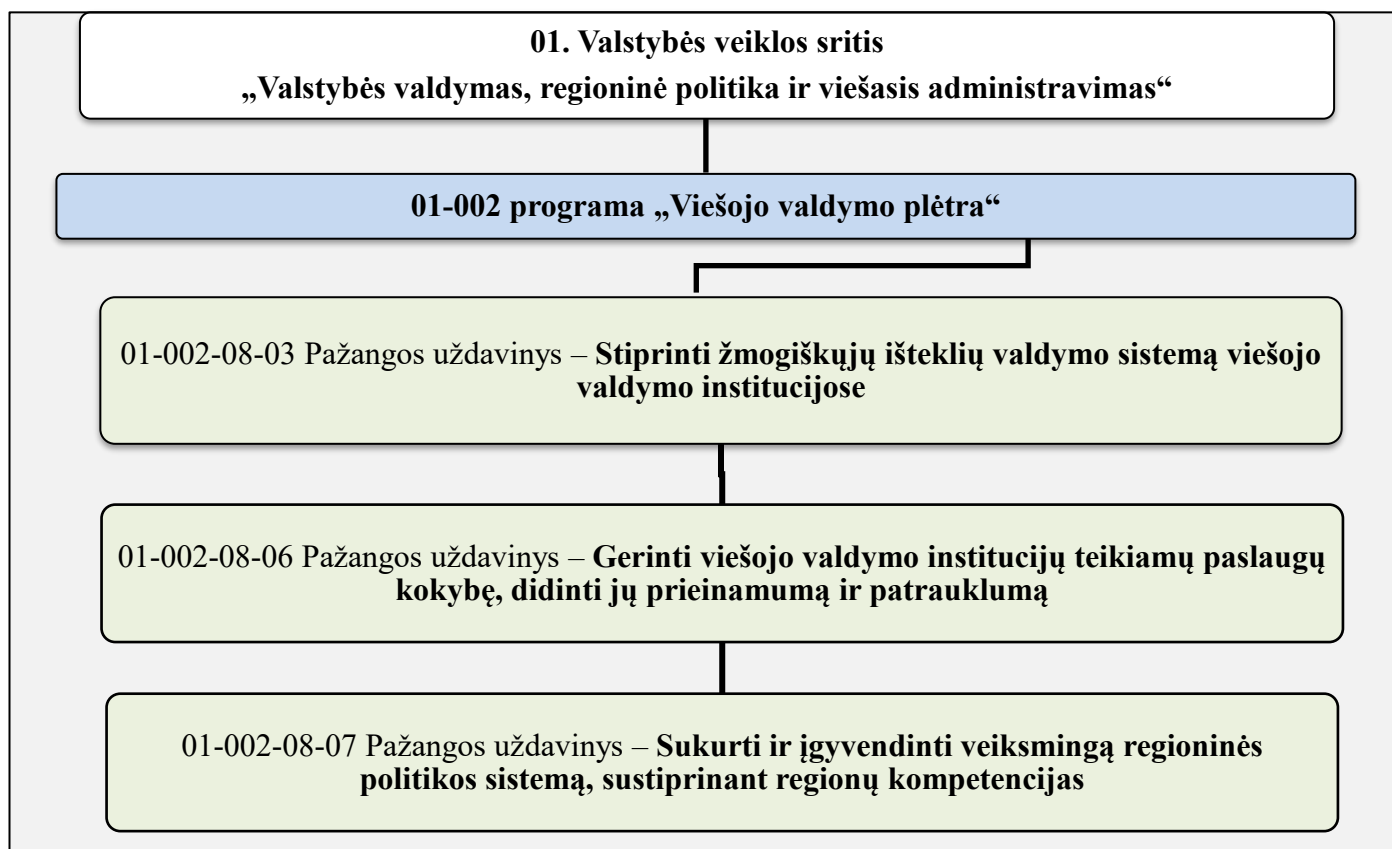 01. Valstybės veiklos sritis
„Valstybės valdymas, regioninė politika ir viešasis administravimas“
01-002 programa „Viešojo valdymo plėtra“
01-002-08-03 Pažangos uždavinys – Stiprinti žmogiškųjų išteklių valdymo sistemą viešojo
valdymo institucijose
01-002-08-06 Pažangos uždavinys – Gerinti viešojo valdymo institucijų teikiamų paslaugų
kokybę, didinti jų prieinamumą ir patrauklumą
01-002-08-07 Pažangos uždavinys – Sukurti ir įgyvendinti veiksmingą regioninės
politikos sistemą, sustiprinant regionų kompetencijas